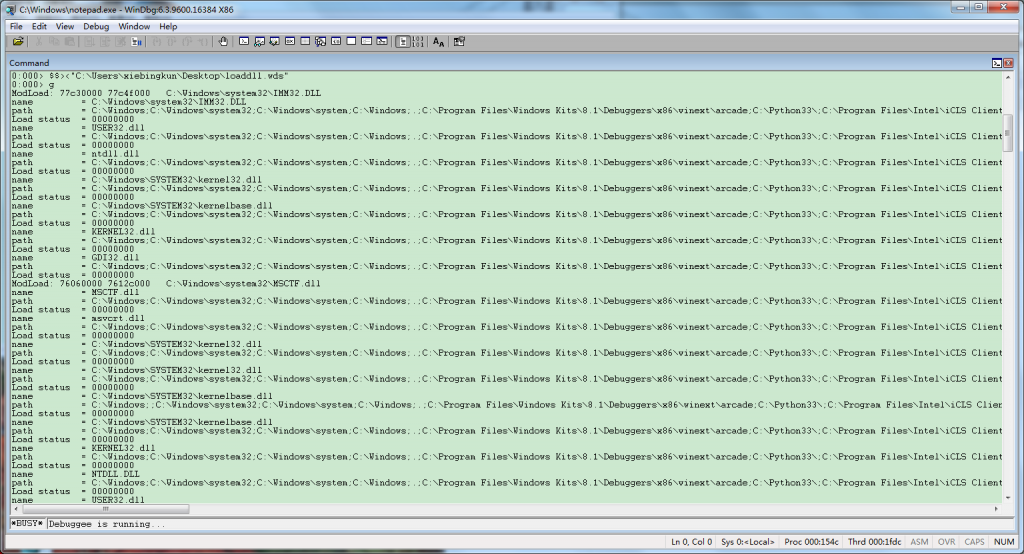 C:\Windows\notepad.exe - WinDbg:6.3.9600.16384 X86
File Edit View Debug Window Help
Command
0:000> $$><"C:\Users\xiebingkun\Desktop\loaddll.wds"
0:000> g
ModLoad: 77c30000 77c4f000 C:\Windows\system32\IMM32.DLL
name = C:\Windows\system32\IMM32.DLL
path = C:\Windows;C:\Windows\system32;C:\Windows\system;C:\Windows;.;C:\Program Files\Windows Kits\8.1\Debuggers\x86\winext\arcade;C:\Python33\;C:\Program Files\Intel\iCLS Client
Load status = 00000000
name = USER32.dll
path = C:\Windows;C:\Windows\system32;C:\Windows\system;C:\Windows;.;C:\Program Files\Windows Kits\8.1\Debuggers\x86\winext\arcade;C:\Python33\;C:\Program Files\Intel\iCLS Client
Load status = 00000000
name = ntdll.dll
path = C:\Windows;C:\Windows\system32;C:\Windows\system;C:\Windows;.;C:\Program Files\Windows Kits\8.1\Debuggers\x86\winext\arcade;C:\Python33\;C:\Program Files\Intel\iCLS Client
Load status = 00000000
name = C:\Windows\SYSTEM32\kernel32.dll
path = C:\Windows;C:\Windows\system32;C:\Windows\system;C:\Windows;.;C:\Program Files\Windows Kits\8.1\Debuggers\x86\winext\arcade;C:\Python33\;C:\Program Files\Intel\iCLS Client
Load status = 00000000
name = C:\Windows\SYSTEM32\kernelbase.dll
path = C:\Windows;C:\Windows\system32;C:\Windows\system;C:\Windows;.;C:\Program Files\Windows Kits\8.1\Debuggers\x86\winext\arcade;C:\Python33\;C:\Program Files\Intel\iCLS Client
Load status = 00000000
name = KERNEL32.dll
path = C:\Windows;C:\Windows\system32;C:\Windows\system;C:\Windows;.;C:\Program Files\Windows Kits\8.1\Debuggers\x86\winext\arcade;C:\Python33\;C:\Program Files\Intel\iCLS Client
Load status = 00000000
name = GDI32.dll
path = C:\Windows;C:\Windows\system32;C:\Windows\system;C:\Windows;.;C:\Program Files\Windows Kits\8.1\Debuggers\x86\winext\arcade;C:\Python33\;C:\Program Files\Intel\iCLS Client
Load status = 00000000
ModLoad: 76060000 7612c000 C:\Windows\system32\MSCTF.dll
name = MSCTF.dll
path = C:\Windows;C:\Windows\system32;C:\Windows\system;C:\Windows;.;C:\Program Files\Windows Kits\8.1\Debuggers\x86\winext\arcade;C:\Python33\;C:\Program Files\Intel\iCLS Client
Load status = 00000000
name = msvcrt.dll
path = C:\Windows;C:\Windows\system32;C:\Windows\system;C:\Windows;.;C:\Program Files\Windows Kits\8.1\Debuggers\x86\winext\arcade;C:\Python33\;C:\Program Files\Intel\iCLS Client
Load status = 00000000
name = C:\Windows\SYSTEM32\kernel32.dll
path = C:\Windows;C:\Windows\system32;C:\Windows\system;C:\Windows;.;C:\Program Files\Windows Kits\8.1\Debuggers\x86\winext\arcade;C:\Python33\;C:\Program Files\Intel\iCLS Client
Load status = 00000000
name = C:\Windows\SYSTEM32\kernel32.dll
path = C:\Windows;C:\Windows\system32;C:\Windows\system;C:\Windows;.;C:\Program Files\Windows Kits\8.1\Debuggers\x86\winext\arcade;C:\Python33\;C:\Program Files\Intel\iCLS Client
Load status = 00000000
name = C:\Windows\SYSTEM32\kernelbase.dll
path = C:\Windows;;C:\Windows\system32;C:\Windows\system;C:\Windows;.;C:\Program Files\Windows Kits\8.1\Debuggers\x86\winext\arcade;C:\Python33\;C:\Program Files\Intel\iCLS Clien
Load status = 00000000
name = C:\Windows\SYSTEM32\kernelbase.dll
path = C:\Windows;C:\Windows\system32;C:\Windows\system;C:\Windows;.;C:\Program Files\Windows Kits\8.1\Debuggers\x86\winext\arcade;C:\Python33\;C:\Program Files\Intel\iCLS Client
Load status = 00000000
name = KERNEL32.dll
path = C:\Windows;C:\Windows\system32;C:\Windows\system;C:\Windows;.;C:\Program Files\Windows Kits\8.1\Debuggers\x86\winext\arcade;C:\Python33\;C:\Program Files\Intel\iCLS Client
Load status = 00000000
name = NTDLL.DLL
path = C:\Windows;C:\Windows\system32;C:\Windows\system;C:\Windows;.;C:\Program Files\Windows Kits\8.1\Debuggers\x86\winext\arcade;C:\Python33\;C:\Program Files\Intel\iCLS Client
Load status = 00000000
name = USER32.dll
*BUSY* Debuggee is running...
Ln 0, Col 0 Sys 0:<Local> Proc 000:154c Thrd 000:1fdc ASM OVR CAPS NUM